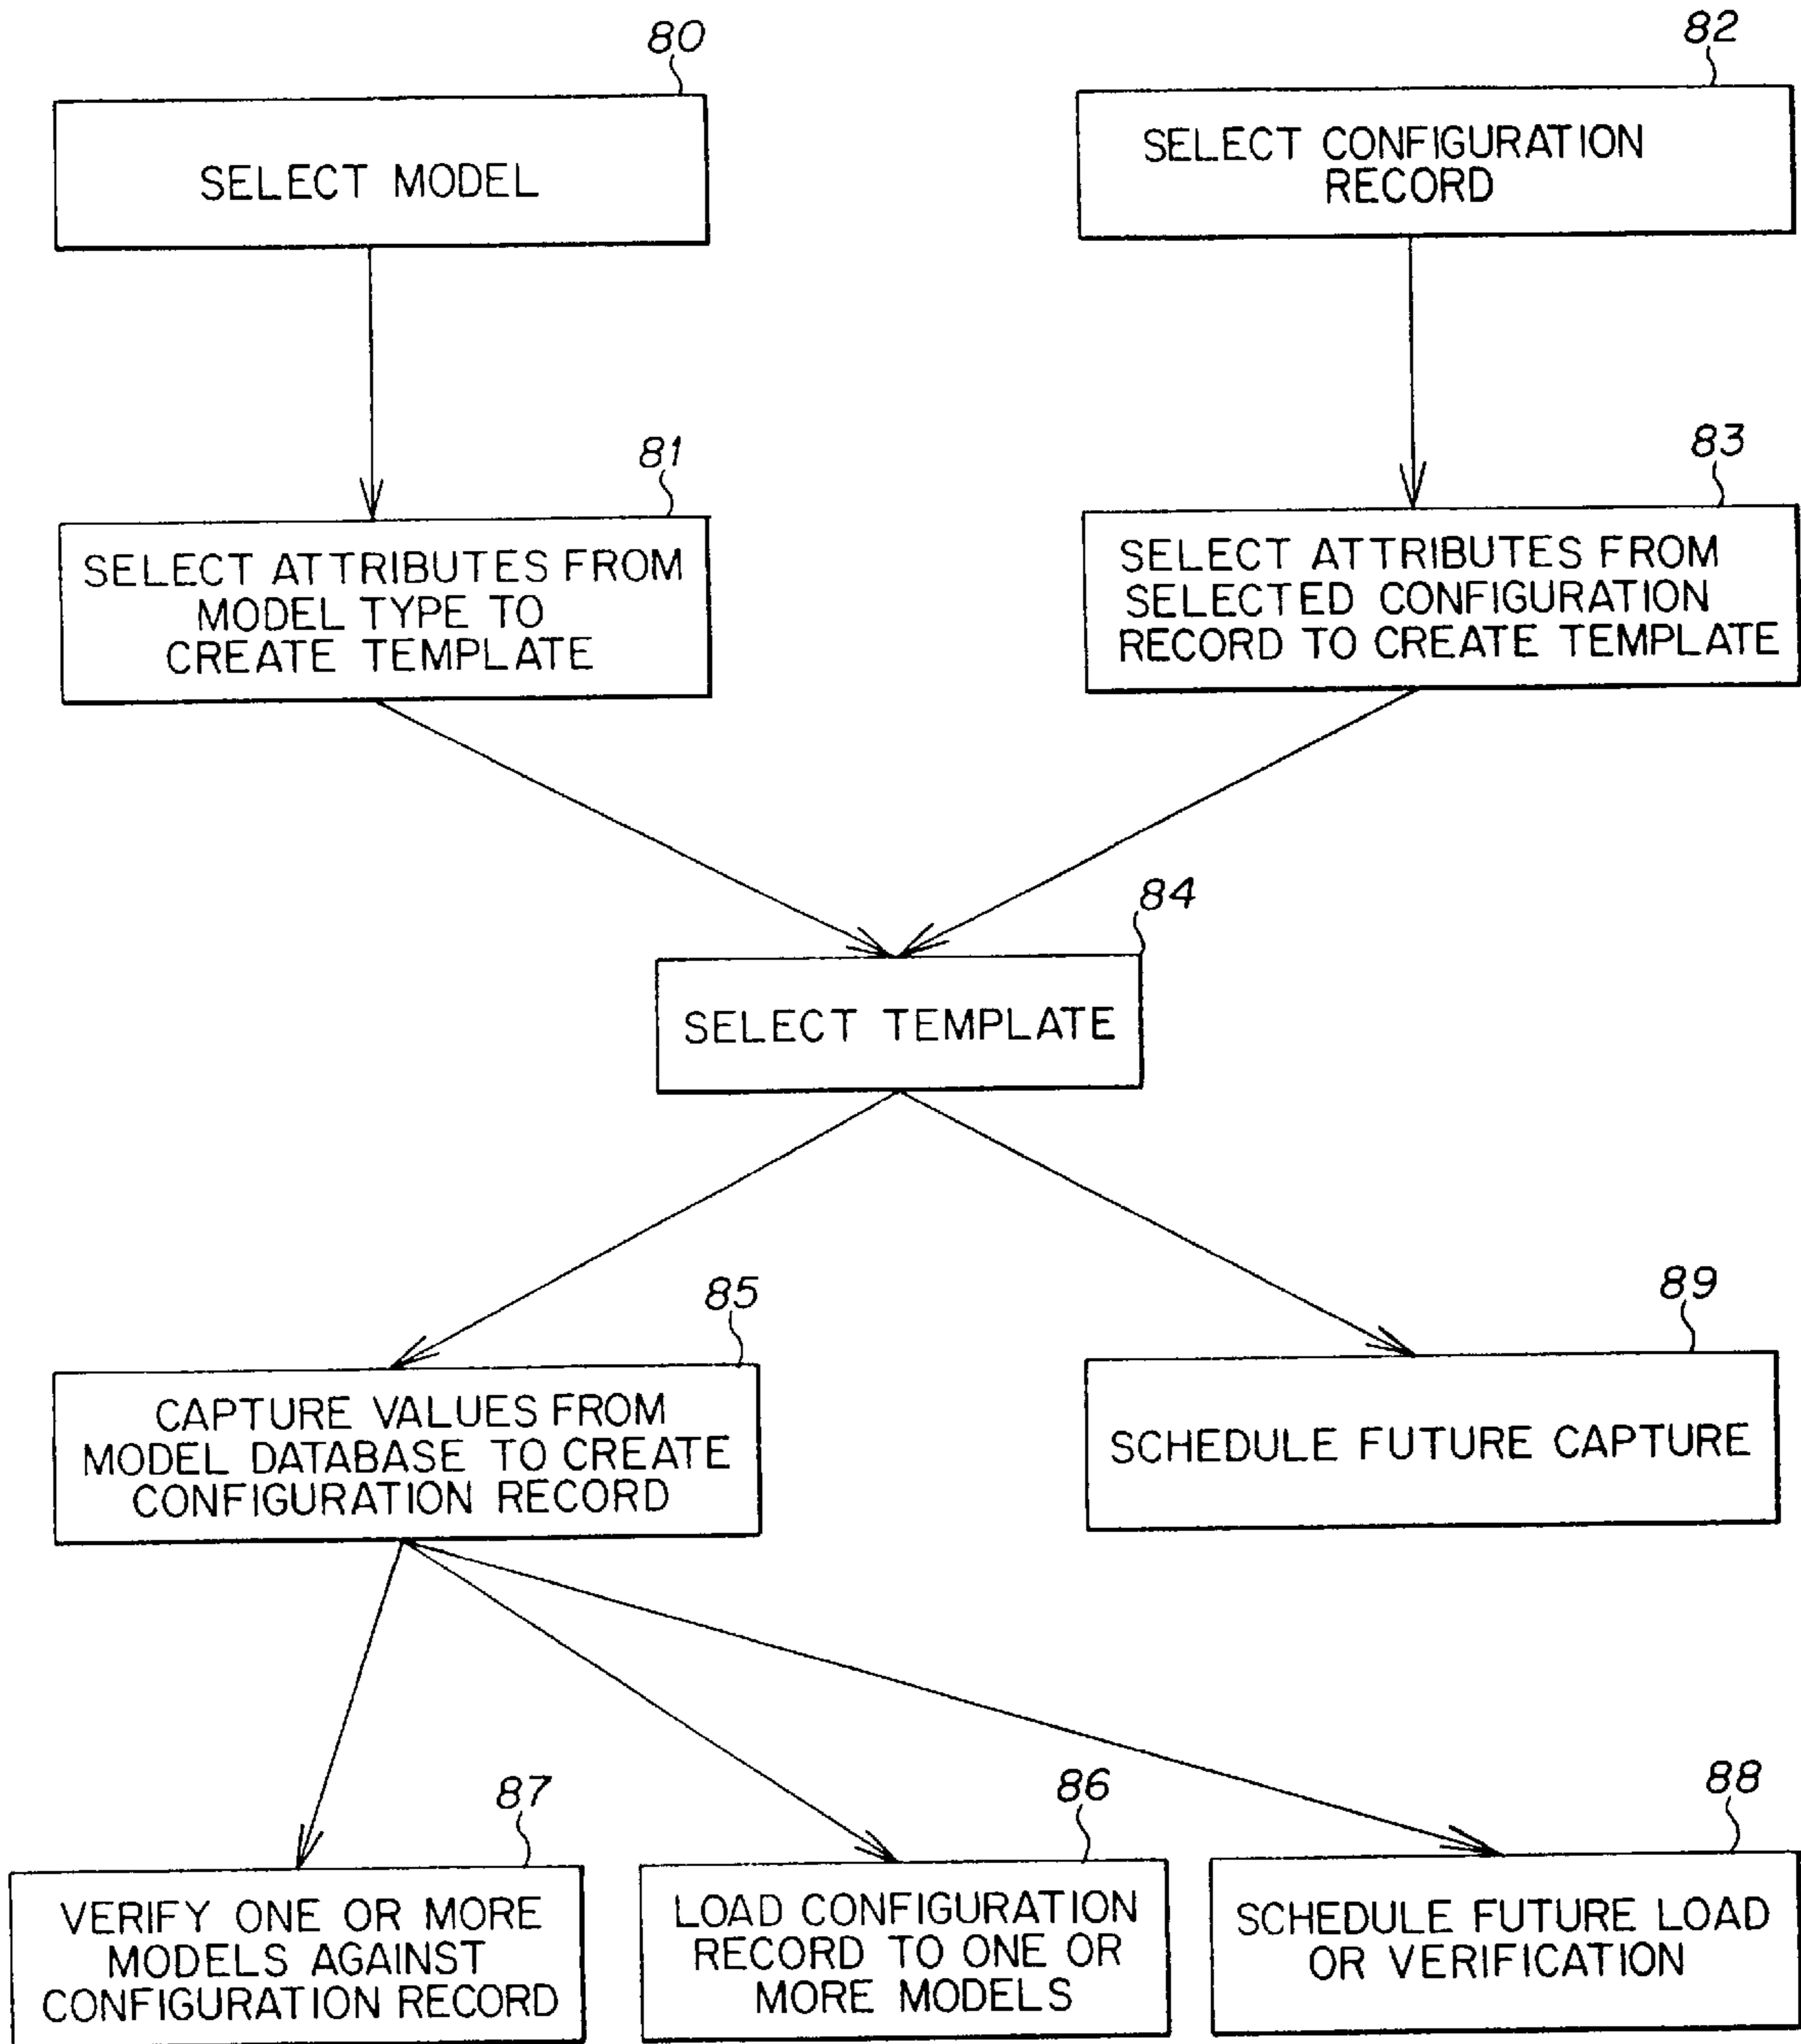 80
SELECT MODEL
82
SELECT CONFIGURATION
RECORD
81
SELECT ATTRIBUTES FROM
MODEL TYPE TO
CREATE TEMPLATE
83
SELECT ATTRIBUTES FROM
SELECTED CONFIGURATION
RECORD TO CREATE TEMPLATE
84
SELECT TEMPLATE
85
CAPTURE VALUES FROM
MODEL DATABASE TO CREATE
CONFIGURATION RECORD
89
SCHEDULE FUTURE CAPTURE
87
VERIFY ONE OR MORE
MODELS AGAINST
CONFIGURATION RECORD
86
LOAD CONFIGURATION
RECORD TO ONE OR
MORE MODELS
88
SCHEDULE FUTURE LOAD
OR VERIFICATION